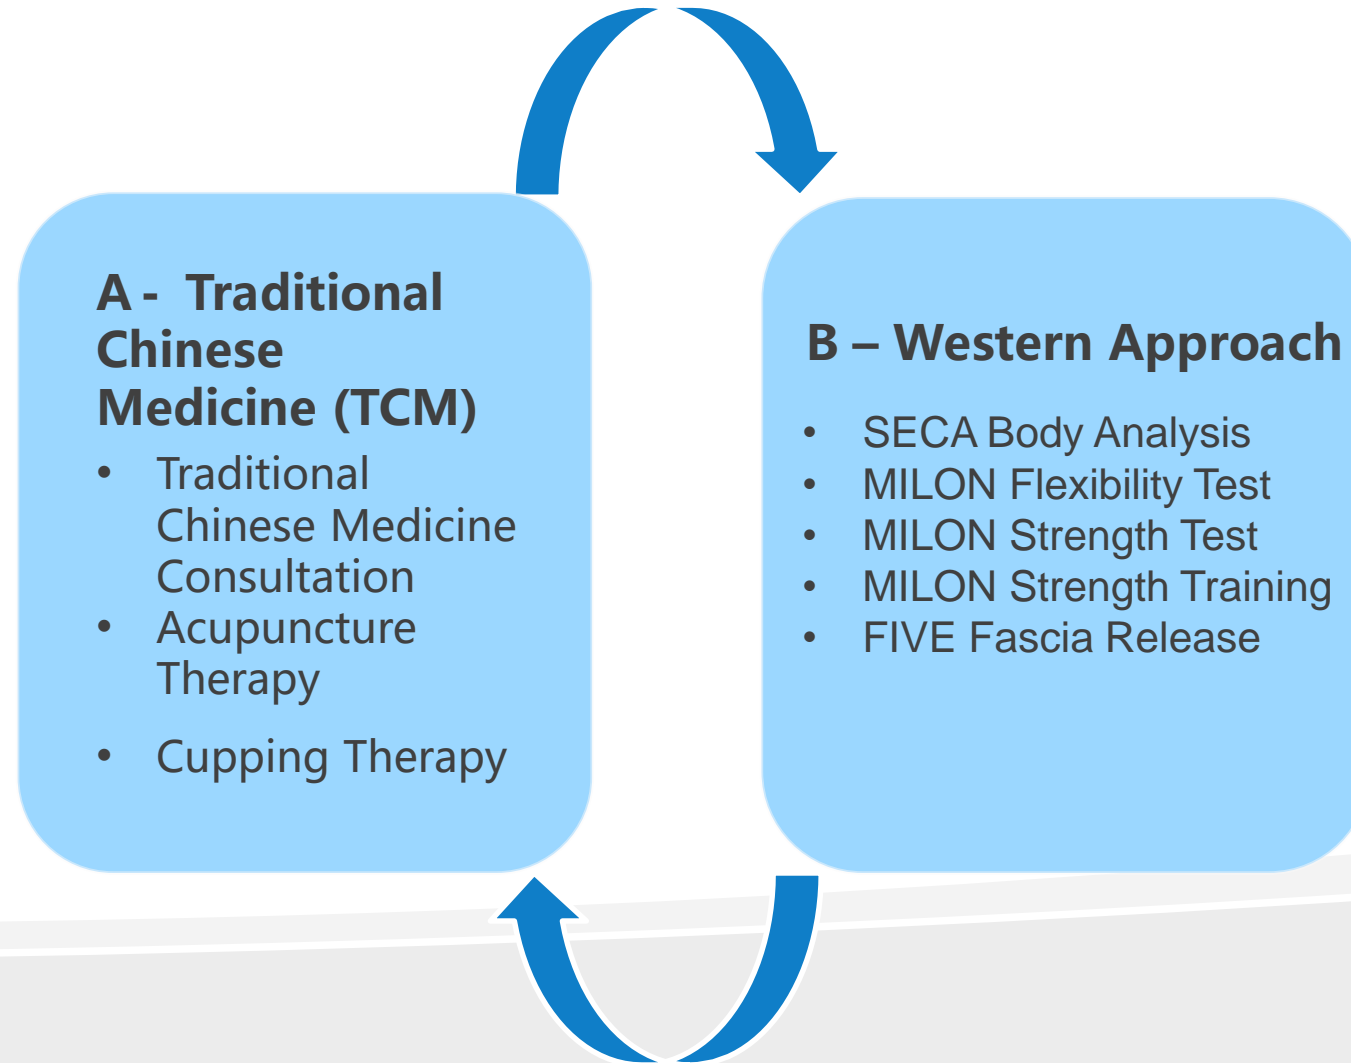 A - Traditional
Chinese
Medicine (TCM)
• Traditional
Chinese Medicine
Consultation
• Acupuncture
Therapy
• Cupping Therapy
B – Western Approach
• SECA Body Analysis
• MILON Flexibility Test
• MILON Strength Test
• MILON Strength Training
• FIVE Fascia Release